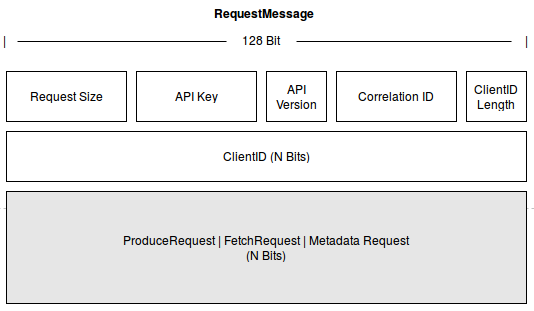 RequestMessage
128 Bit
Request Size
API Key
API
Version
Correlation ID
ClientID
Length
ClientID (N Bits)
ProduceRequest | FetchRequest | Metadata Request
(N Bits)